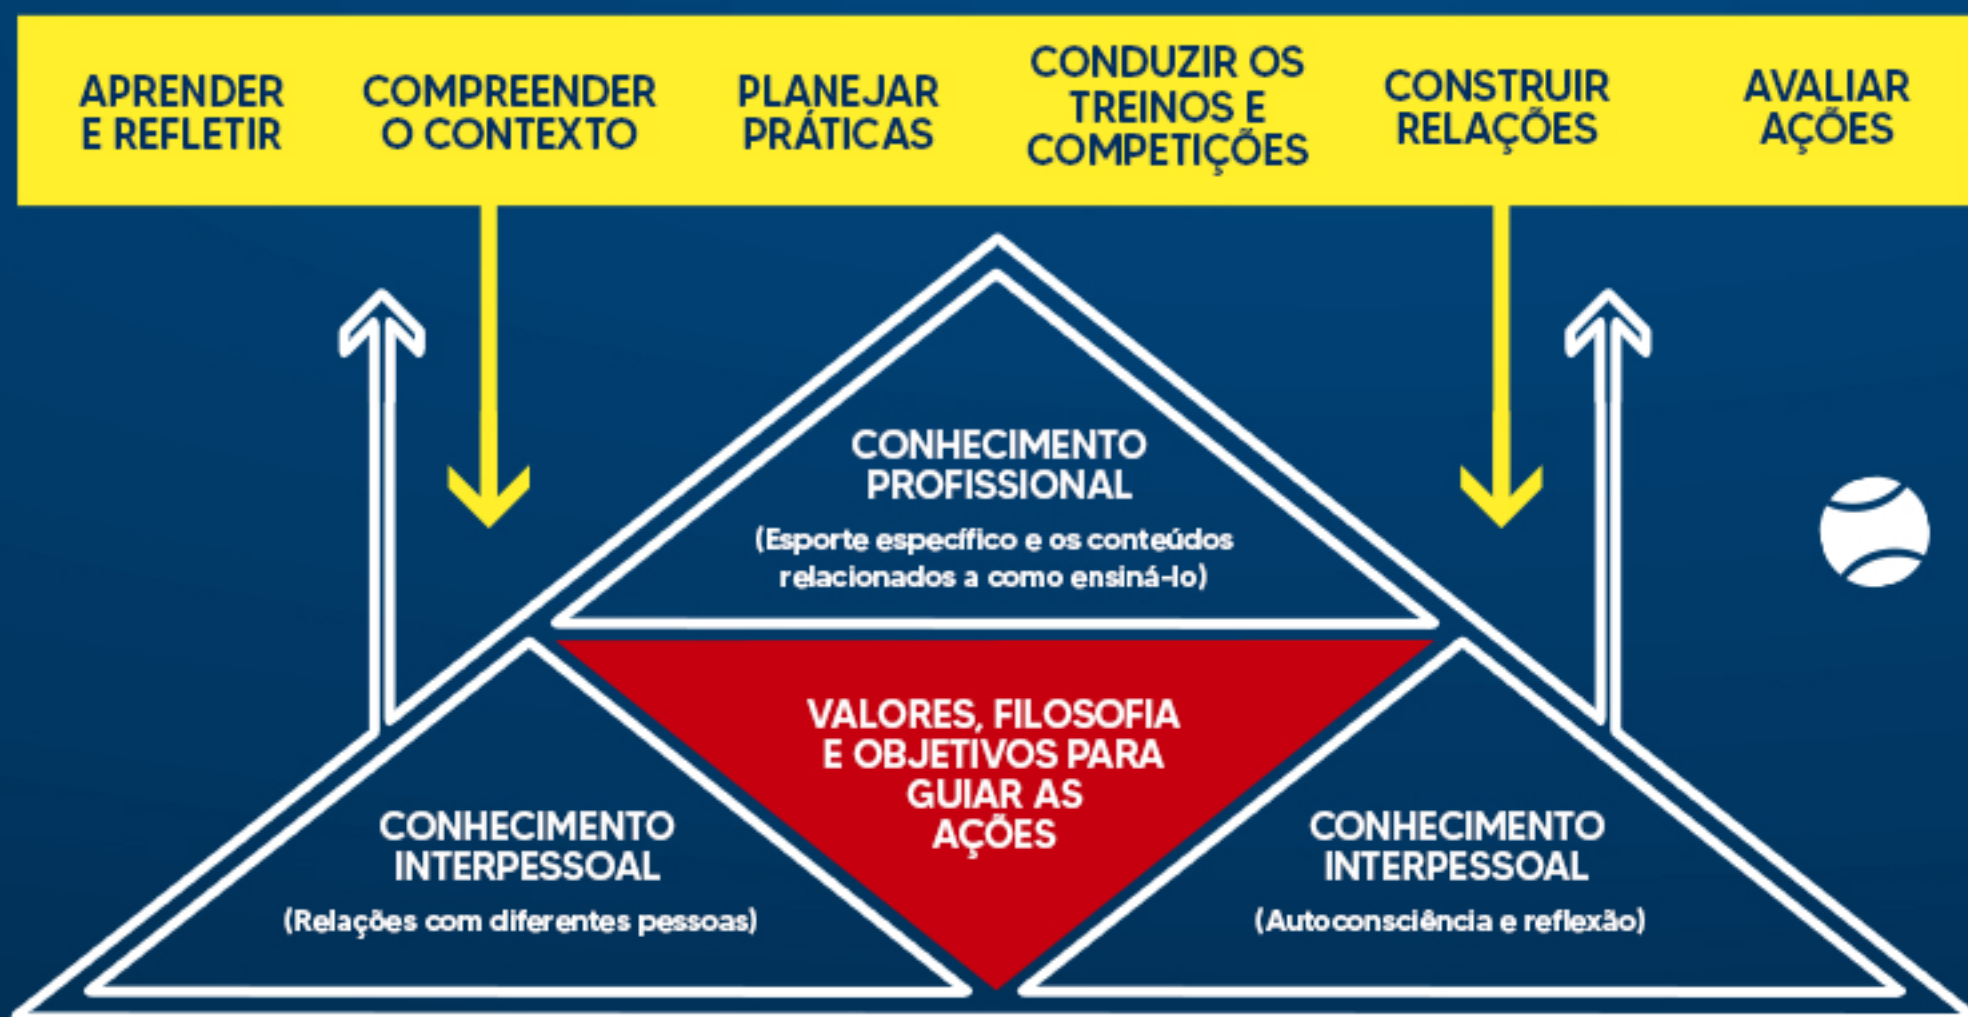 APRENDER
E REFLETIR
COMPREENDER
O CONTEXTO
PLANEJAR
PRÁTICAS
CONDUZIR OS
TREINOS E
COMPETIÇÕES
CONSTRUIR
RELAÇÕES
AVALIAR
AÇÕES
CONHECIMENTO
PROFISSIONAL
(Esporte específico e os conteúdos
relacionados a como ensiná-lo)
VALORES, FILOSOFIA
E OBJETIVOS PARA
GUIAR AS
AÇÕES
CONHECIMENTO
INTERPESSOAL
(Relações com diferentes pessoas)
CONHECIMENTO
INTERPESSOAL
(Autoconsciência e reflexão)